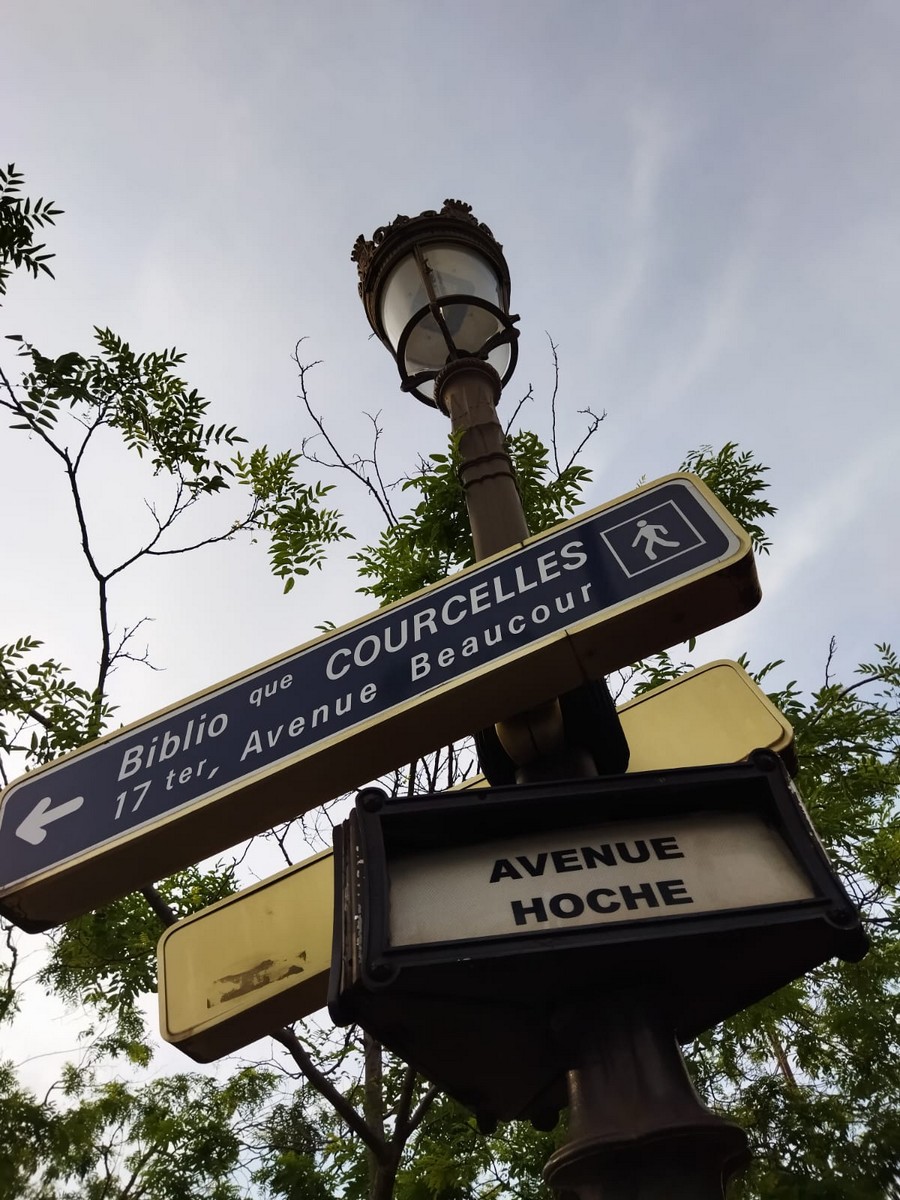 Biblio que COURCELLES
17 ter, Avenue Beaucour
AVENUE
HOCHE